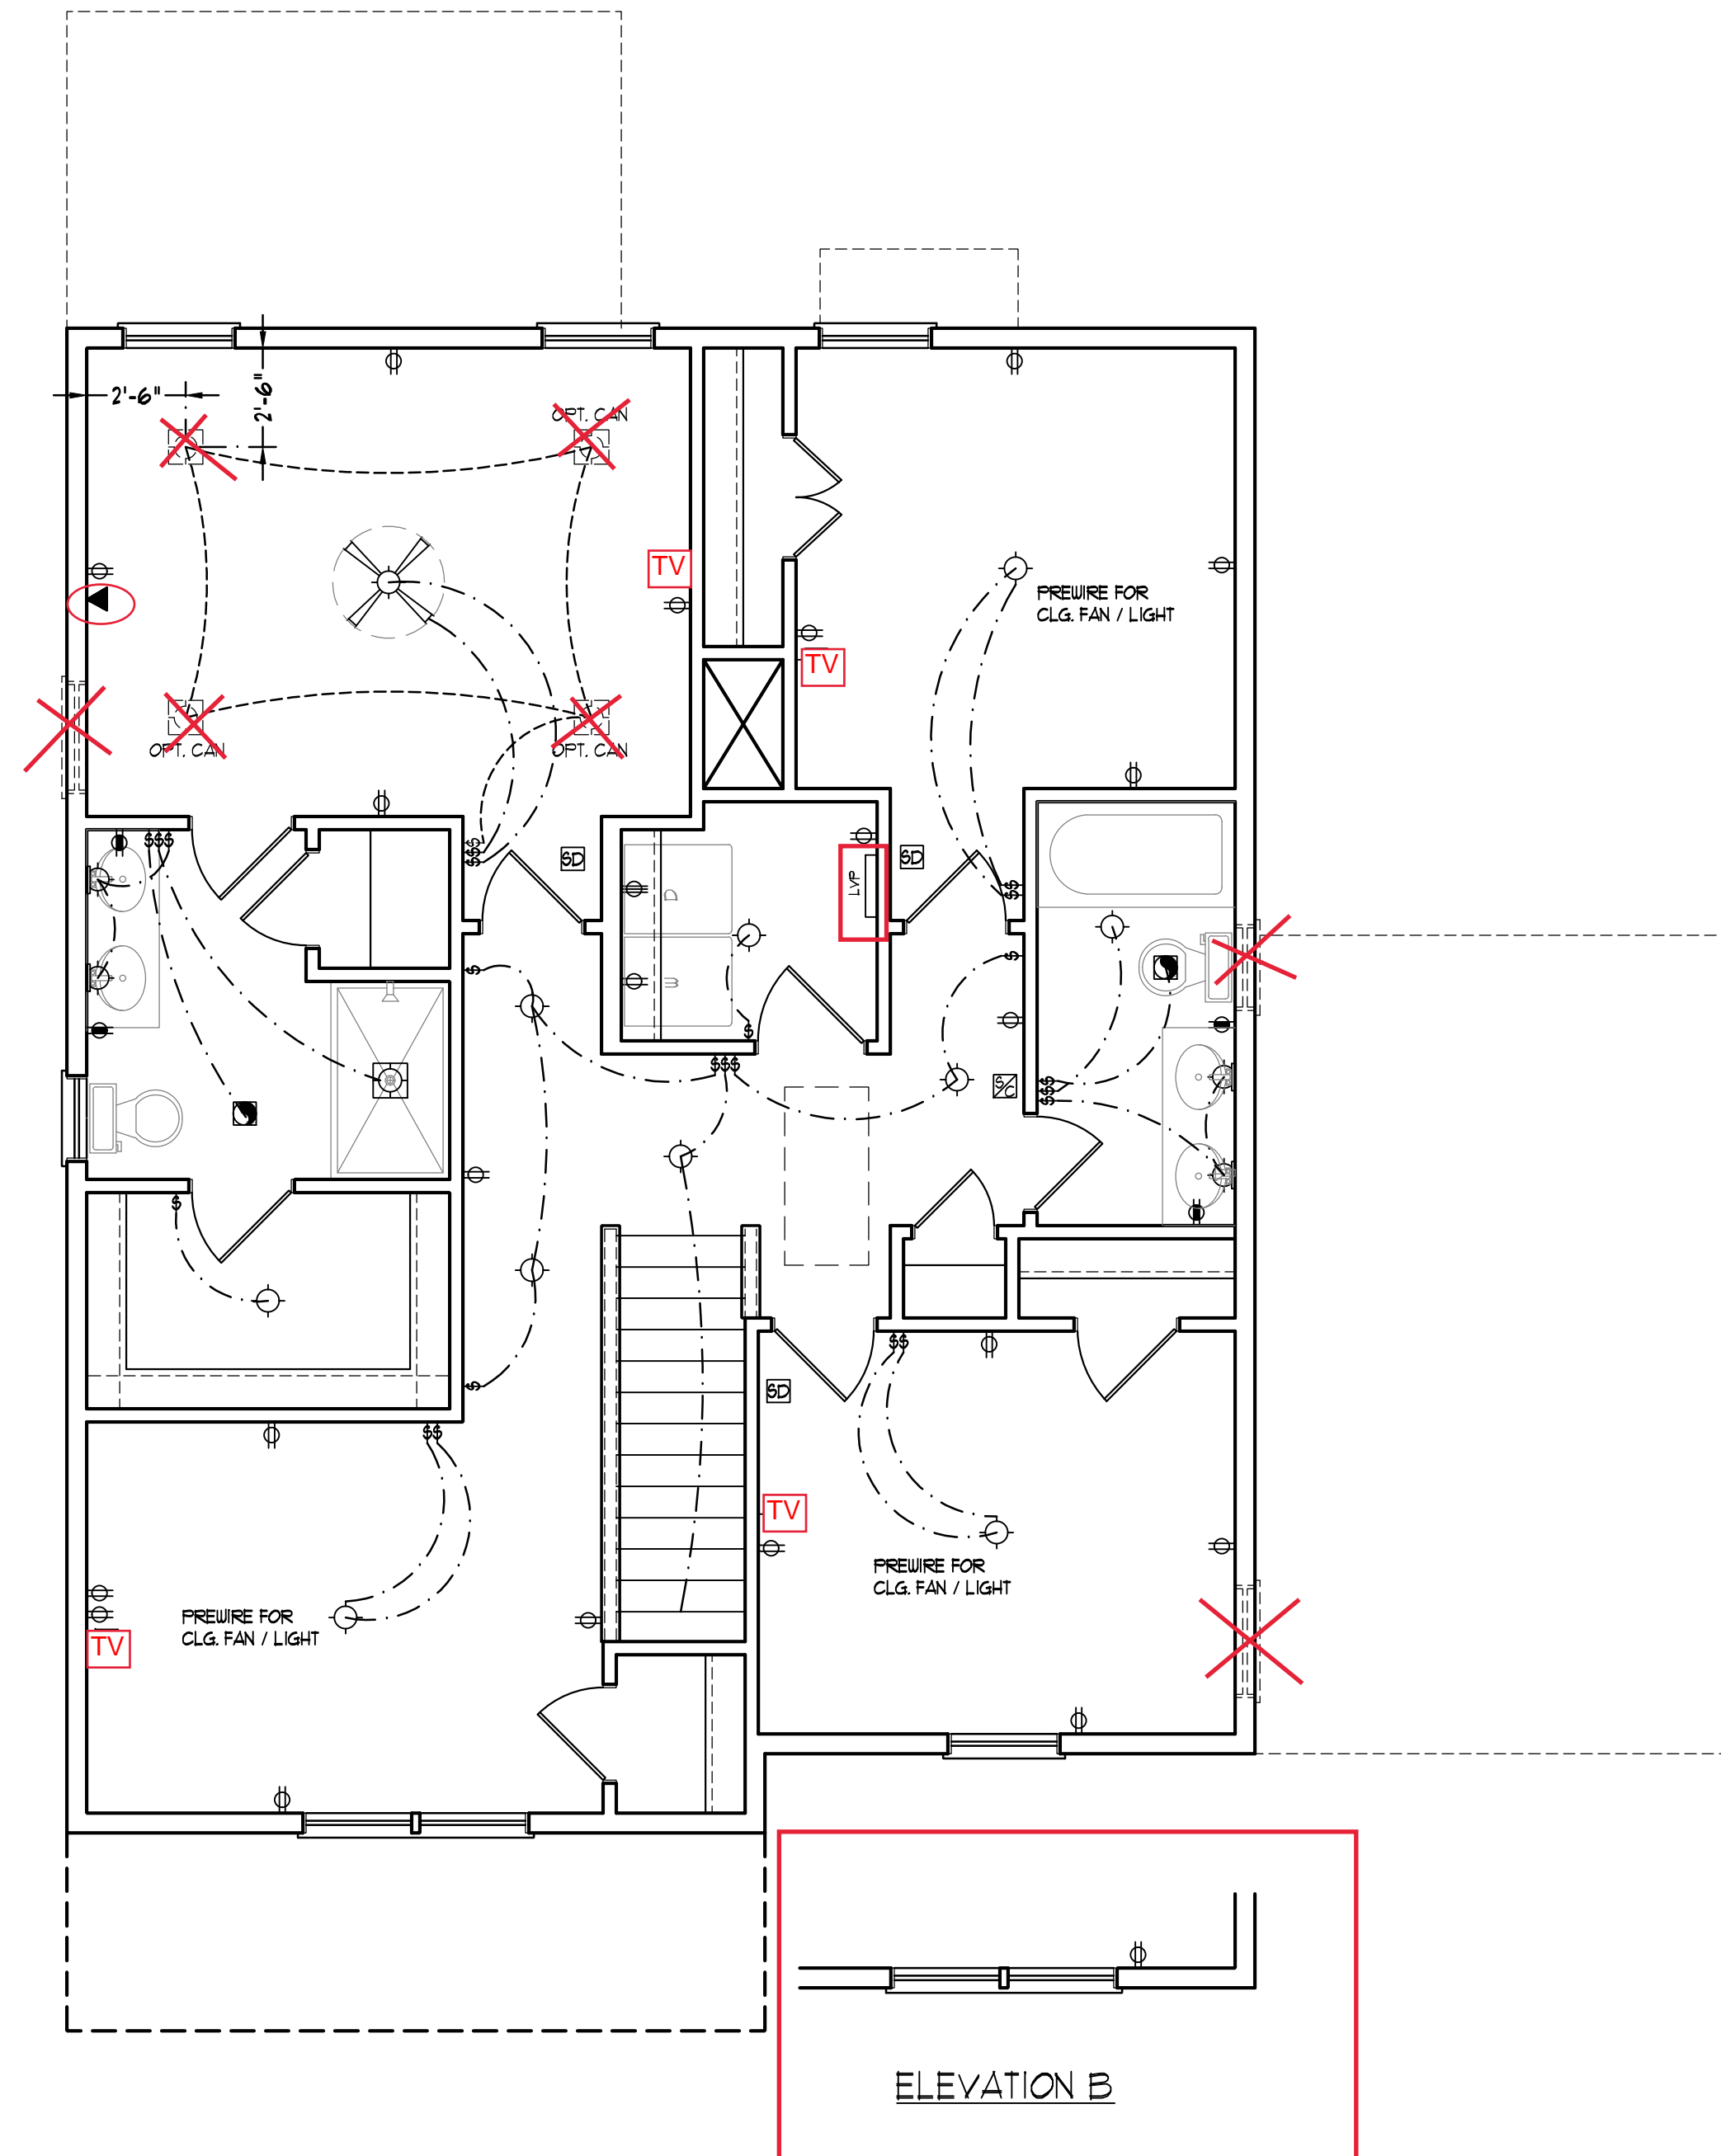 2'-6"
2'-6"
OPT. CAN
TV
PREWIRE FOR
CLG. FAN / LIGHT
TV
OPT. CAN
OPT. CAN
$$$
$$$
SD
SD
LVP
D
$$
$
$
W
$
$$$
S/C
$$$
$
$$
SD
$
$$
TV
PREWIRE FOR
CLG. FAN / LIGHT
PREWIRE FOR
CLG. FAN / LIGHT
TV
ELEVATION B